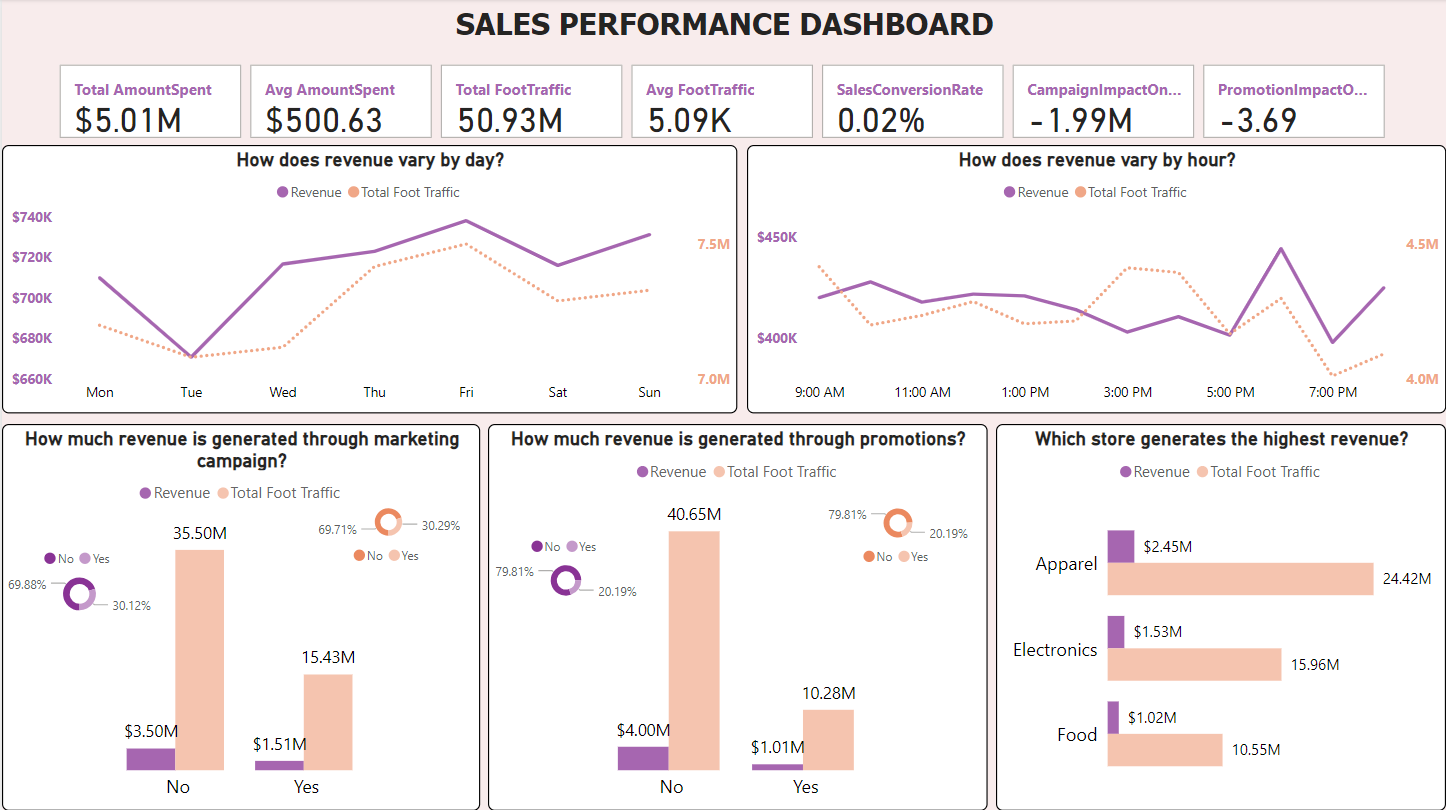 SALES PERFORMANCE DASHBOARD
Total AmountSpent
$5.01M
Avg AmountSpent
$500.63
Total FootTraffic
50.93M
Avg FootTraffic
5.09K
SalesConversionRate
0.02%
CampaignImpactOn...
-1.99M
PromotionImpactO...
-3.69
How does revenue vary by day?
Revenue Total Foot Traffic
$740K
$720K
$700K
$680K
$660K
7.5M
7.0M
Mon Tue Wed Thu Fri Sat Sun
How does revenue vary by hour?
Revenue Total Foot Traffic
$450K
$400K
4.5M
4.0M
9:00 AM 11:00 AM 1:00 PM 3:00 PM 5:00 PM 7:00 PM
How much revenue is generated through marketing
campaign?
Revenue Total Foot Traffic
35.50M
69.71% 30.29%
No Yes
No Yes
69.88%
30.12%
15.43M
$3.50M
$1.51M
No Yes
How much revenue is generated through promotions?
Revenue Total Foot Traffic
40.65M
79.81%
20.19%
No Yes
No Yes
79.81%
20.19%
10.28M
$4.00M
$1.01M
No Yes
Which store generates the highest revenue?
Revenue Total Foot Traffic
Apparel
$2.45M
24.42M
Electronics
$1.53M
15.96M
Food
$1.02M
10.55M